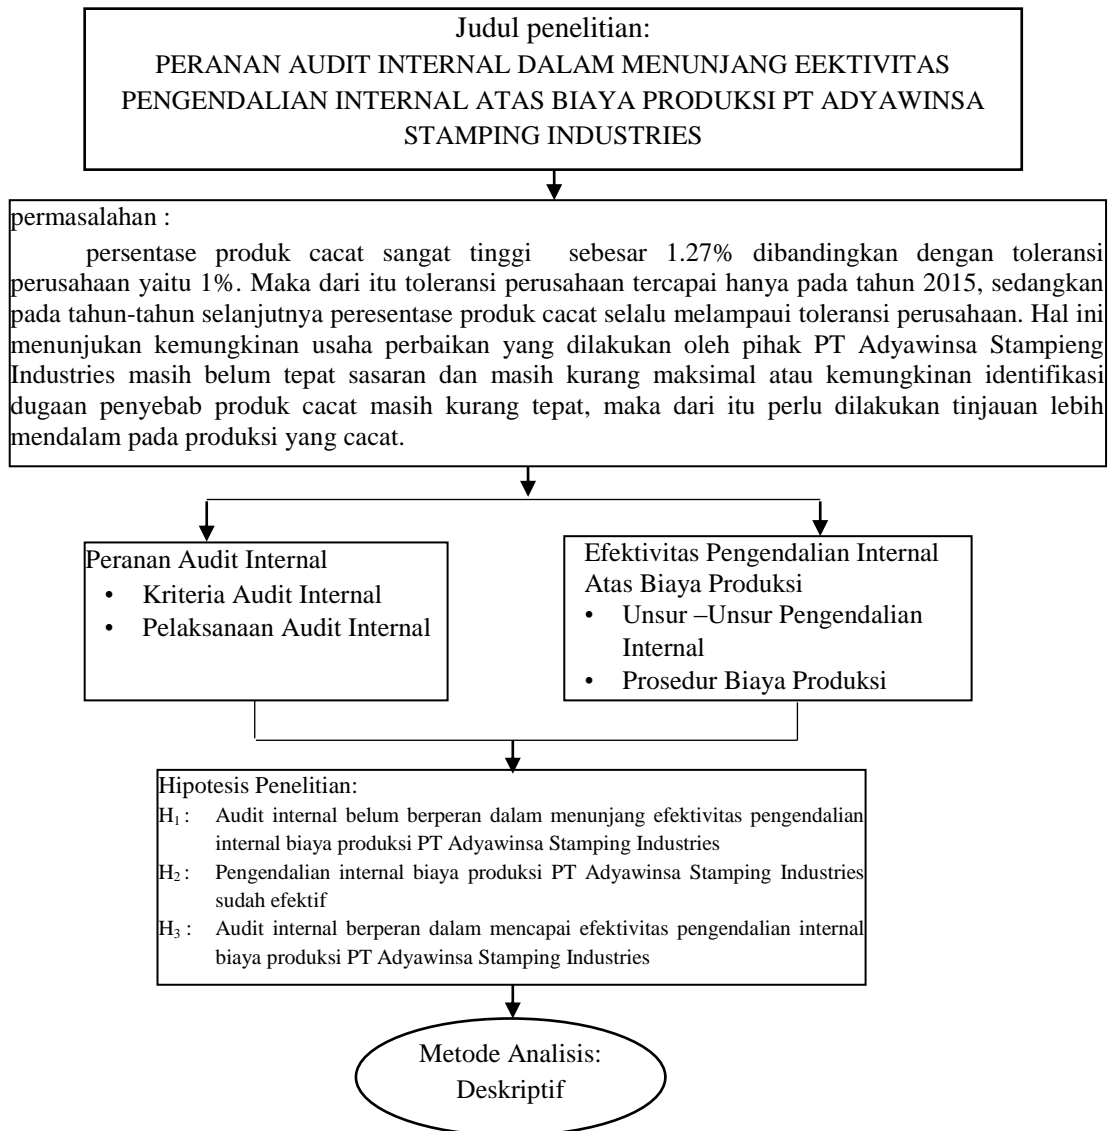 Judul penelitian:
PERANAN AUDIT INTERNAL DALAM MENUNJANG EEKTIVITAS
PENGENDALIAN INTERNAL ATAS BIAYA PRODUKSI PT ADYAWINSA
STAMPING INDUSTRIES
permasalahan :
persentase produk cacat sangat tinggi sebesar 1.27% dibandingkan dengan toleransi
perusahaan yaitu 1%. Maka dari itu toleransi perusahaan tercapai hanya pada tahun 2015, sedangkan
pada tahun-tahun selanjutnya peresentase produk cacat selalu melampaui toleransi perusahaan. Hal ini
menunjukan kemungkinan usaha perbaikan yang dilakukan oleh pihak PT Adyawinsa Stampieng
Industries masih belum tepat sasaran dan masih kurang maksimal atau kemungkinan identifikasi
dugaan penyebab produk cacat masih kurang tepat, maka dari itu perlu dilakukan tinjauan lebih
mendalam pada produksi yang cacat.
Peranan Audit Internal
• Kriteria Audit Internal
• Pelaksanaan Audit Internal
Efektivitas Pengendalian Internal
Atas Biaya Produksi
• Unsur –Unsur Pengendalian
Internal
• Prosedur Biaya Produksi
Hipotesis Penelitian:
H₁ : Audit internal belum berperan dalam menunjang efektivitas pengendalian
internal biaya produksi PT Adyawinsa Stamping Industries
H₂ : Pengendalian internal biaya produksi PT Adyawinsa Stamping Industries
sudah efektif
H₃ : Audit internal berperan dalam mencapai efektivitas pengendalian internal
biaya produksi PT Adyawinsa Stamping Industries
Metode Analisis:
Deskriptif